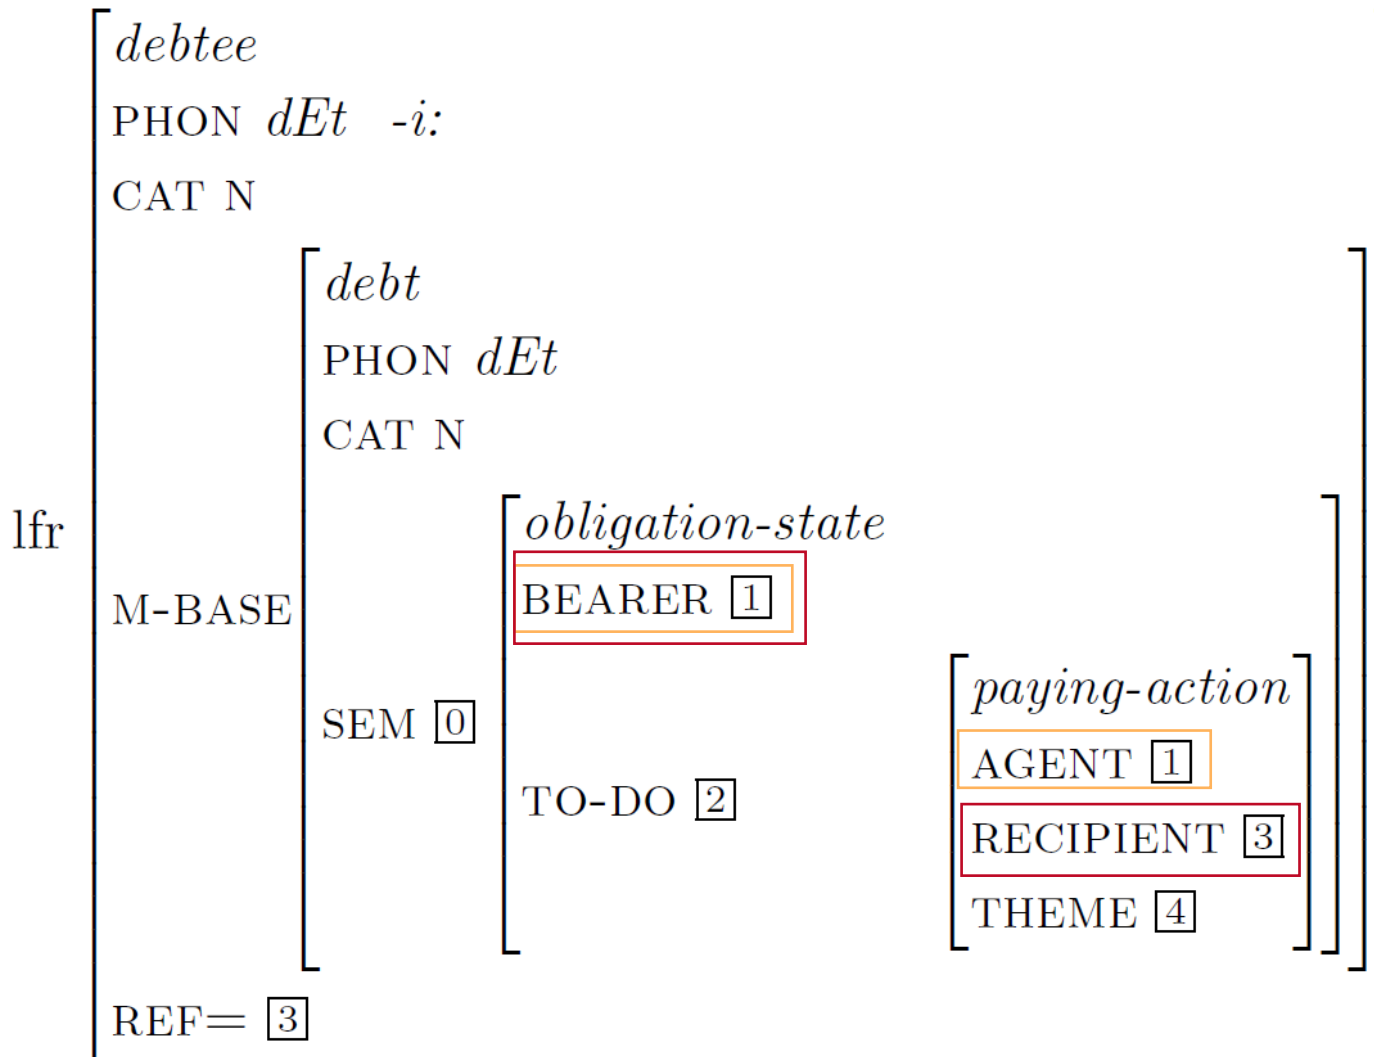 debtee
PHON dEt -i:
CAT N
debt
PHON dEt
CAT N
lfr
obligation-state
M-BASE
BEARER 1
paying-action
SEM 0
AGENT 1
TO-DO 2
RECIPIENT 3
THEME 4
REF= 3